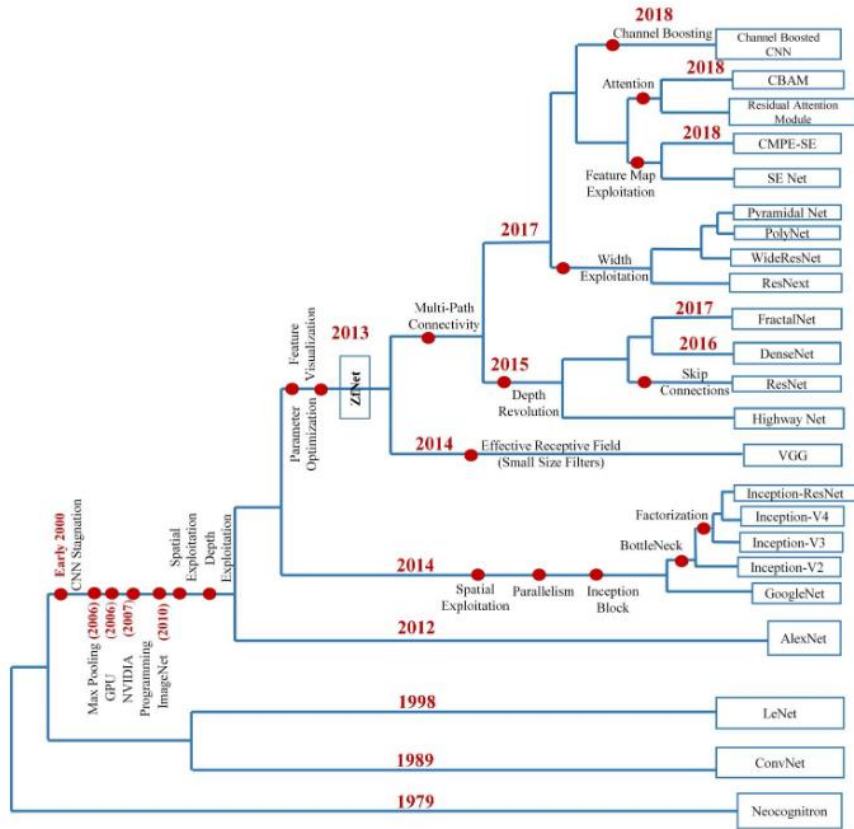 2018
Channel Boosting
Channel Boosted
CNN
2018
Attention
CBAM
Residual Attention
Module
2018
CMPE-SE
Feature Map
Exploitation
SE Net
Pyramidal Net
PolyNet
2017
Width
Exploitation
WideResNet
ResNext
Multi-Path
Connectivity
2017
FractalNet
2016
DenseNet
2015
Depth
Revolution
Skip
Connections
ResNet
Highway Net
Feature
Visualization
2013
ZfNet
Parameter
Optimization
2014
Effective Receptive Field
(Small Size Filters)
VGG
Inception-ResNet
Factorization
Inception-V4
BottleNeck
Inception-V3
2014
Inception-V2
Spatial
Exploitation
Parallelism
Inception
Block
GoogleNet
Early 2000
CNN Stagnation
Spatial
Exploitation
Depth
Exploitation
Max Pooling (2006)
GPU (2006)
NVIDIA (2007)
Programming
ImageNet (2010)
2012
AlexNet
1998
LeNet
1989
ConvNet
1979
Neocognitron